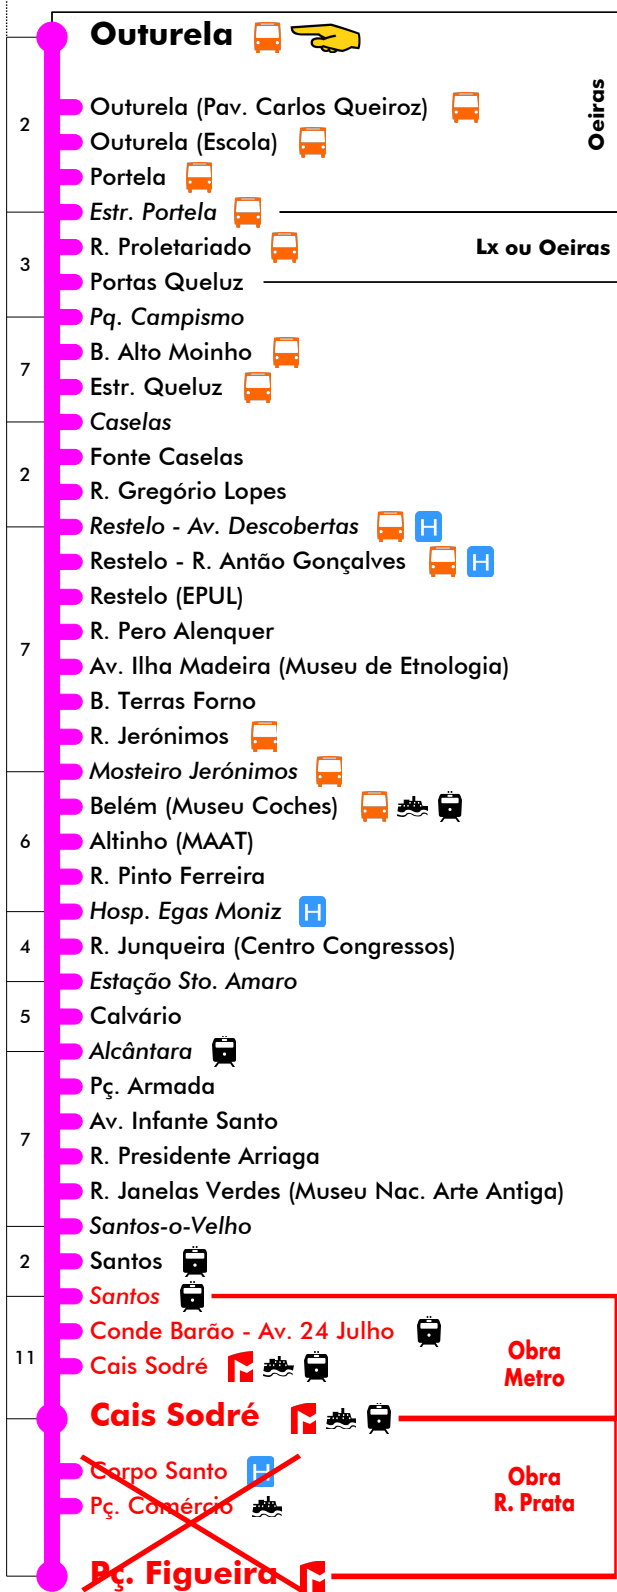 Outurela
Oeiras
2
Outurela (Pav. Carlos Queiroz)
Outurela (Escola)
Portela
Estr. Portela
3
R. Proletariado
Lx ou Oeiras
Portas Queluz
Pq. Campismo
7
B. Alto Moinho
Estr. Queluz
Caselas
2
Fonte Caselas
R. Gregório Lopes
Restelo - Av. Descobertas H
Restelo - R. Antão Gonçalves H
Restelo (EPUL)
7
R. Pero Alenquer
Av. Ilha Madeira (Museu de Etnologia)
B. Terras Forno
R. Jerónimos
Mosteiro Jerónimos
Belém (Museu Coches)
6
Altinho (MAAT)
R. Pinto Ferreira
Hosp. Egas Moniz H
4
R. Junqueira (Centro Congressos)
Estação Sto. Amaro
5
Calvário
Alcântara
Pç. Armada
7
Av. Infante Santo
R. Presidente Arriaga
R. Janelas Verdes (Museu Nac. Arte Antiga)
Santos-o-Velho
2
Santos
Santos
11
Conde Barão - Av. 24 Julho
Cais Sodré
Obra
Metro
Cais Sodré
Corpo Santo H
Pç. Comércio
Obra
R. Prata
Pç. Figueira